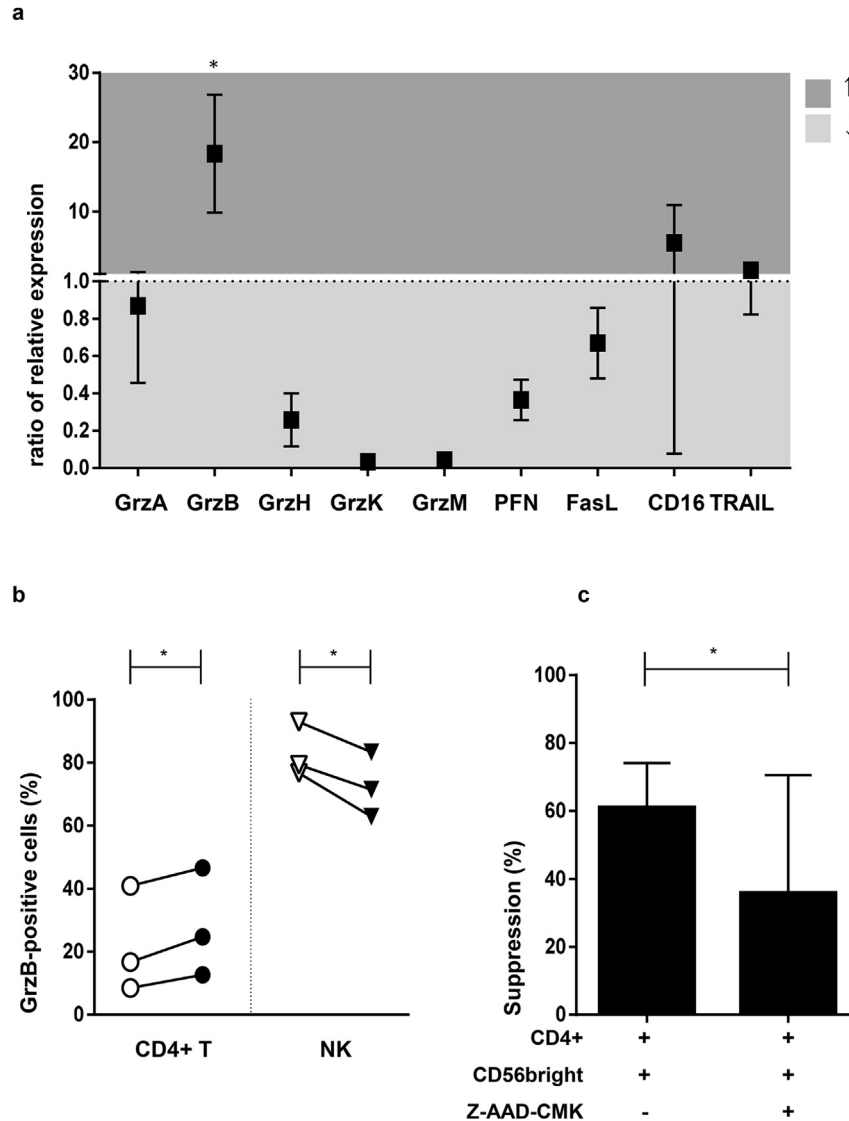 a
*
30
20
10
1.0
0.8
0.6
0.4
0.2
0.0
ratio of relative expression
↑
GrzA GrzB GrzH GrzK GrzM PFN FasL CD16 TRAIL
b
* *
100
80
60
40
20
0
GrzB-positive cells (%)
CD4+ T NK
c
*
100
80
60
40
20
0
Suppression (%)
CD4+ + +
CD56bright + +
Z-AAD-CMK - +